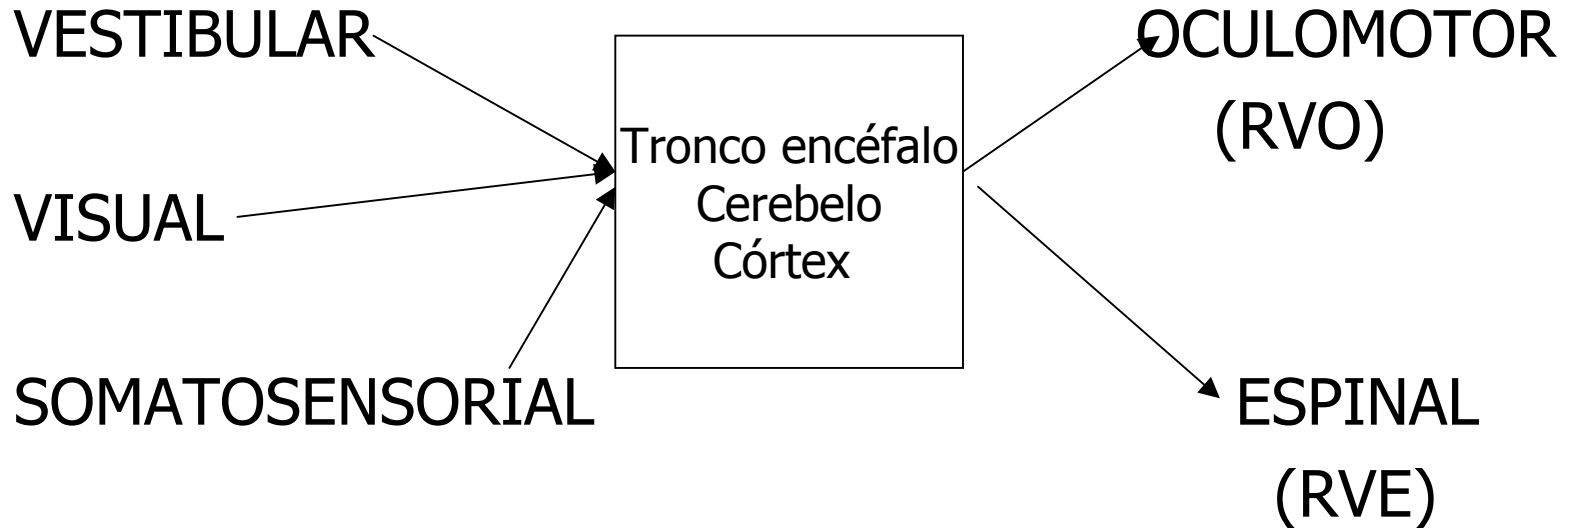 VESTIBULAR
VISUAL
SOMATOSENSORIAL
Tronco encéfalo
Cerebelo
Córtex
OCULOMOTOR
(RVO)
ESPINAL
(RVE)